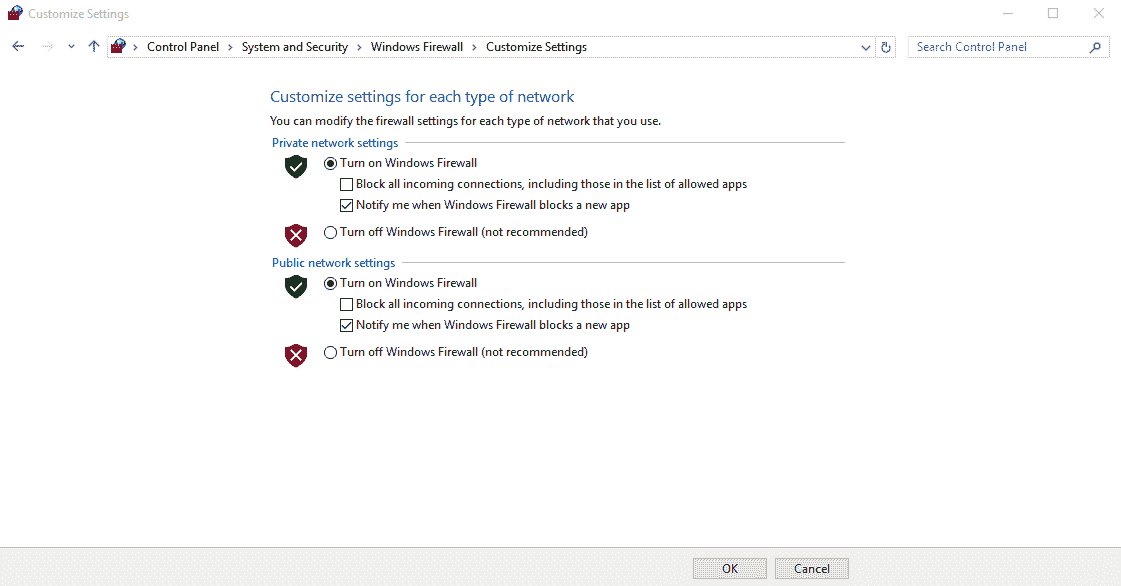 Customize Settings
Control Panel > System and Security > Windows Firewall > Customize Settings
Search Control Panel
Customize settings for each type of network
You can modify the firewall settings for each type of network that you use.
Private network settings
Turn on Windows Firewall
Block all incoming connections, including those in the list of allowed apps
Notify me when Windows Firewall blocks a new app
Turn off Windows Firewall (not recommended)
Public network settings
Turn on Windows Firewall
Block all incoming connections, including those in the list of allowed apps
Notify me when Windows Firewall blocks a new app
Turn off Windows Firewall (not recommended)
OK Cancel